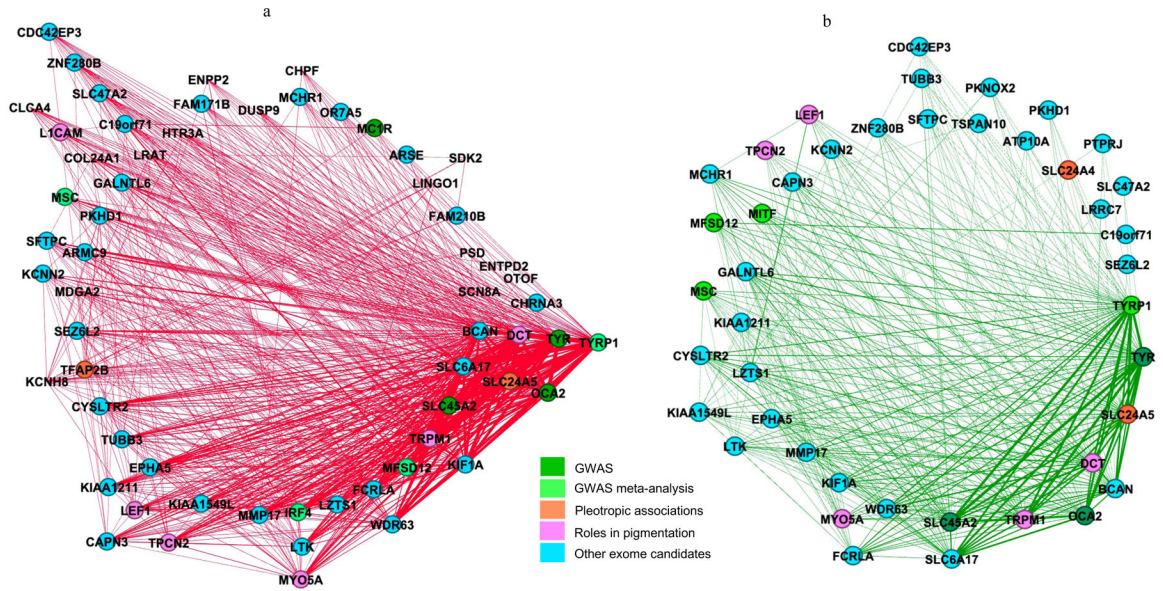 a
CDC42EP3
ZNF280B
ENPP2
CHPF
SLC47A2
FAM171B
MCHR1
CLCA4
DUSP9
OR7A5
C19orf71
MC1R
L1CAM
HTR3A
COL24A1
LRAT
ARSE
SDK2
GALNTL6
LINGO1
MSC
PKHD1
FAM210B
SFTPC
ARMC9
PSD
ENTPD2
KCNN2
OTOF
MDGA2
SCN8A
CHRNA3
SEZ6L2
BCAN
DCT
TYR
TYRP1
TFAP2B
SLC6A17
KCNH8
SLC24A5
OCA2
CYSLTR2
SLC45A2
TUBB3
TRPM1
EPHA5
MFSD12
KIF1A
KIAA1211
FCRLA
LEF1
KIAA1549L
LZTS1
MMP17
IRF4
WDR63
CAPN3
TPCN2
LTK
MYO5A
GWAS
GWAS meta-analysis
Pleotropic associations
Roles in pigmentation
Other exome candidates
b
CDC42EP3
TUBB3
PKNOX2
LEF1
SFTPC
TSPAN10
PKHD1
ZNF280B
ATP10A
TPCN2
KCNN2
PTPRJ
MCHR1
CAPN3
SLC24A4
SLC47A2
MITF
LRRC7
MFSD12
C19orf71
GALNTL6
SEZ6L2
MSC
TYRP1
KIAA1211
CYSLTR2
TYR
LZTS1
KIAA1549L
EPHA5
SLC24A5
LTK
MMP17
DCT
KIF1A
BCAN
WDR63
MYO5A
SLC45A2
TRPM1
OCA2
FCRLA
SLC6A17